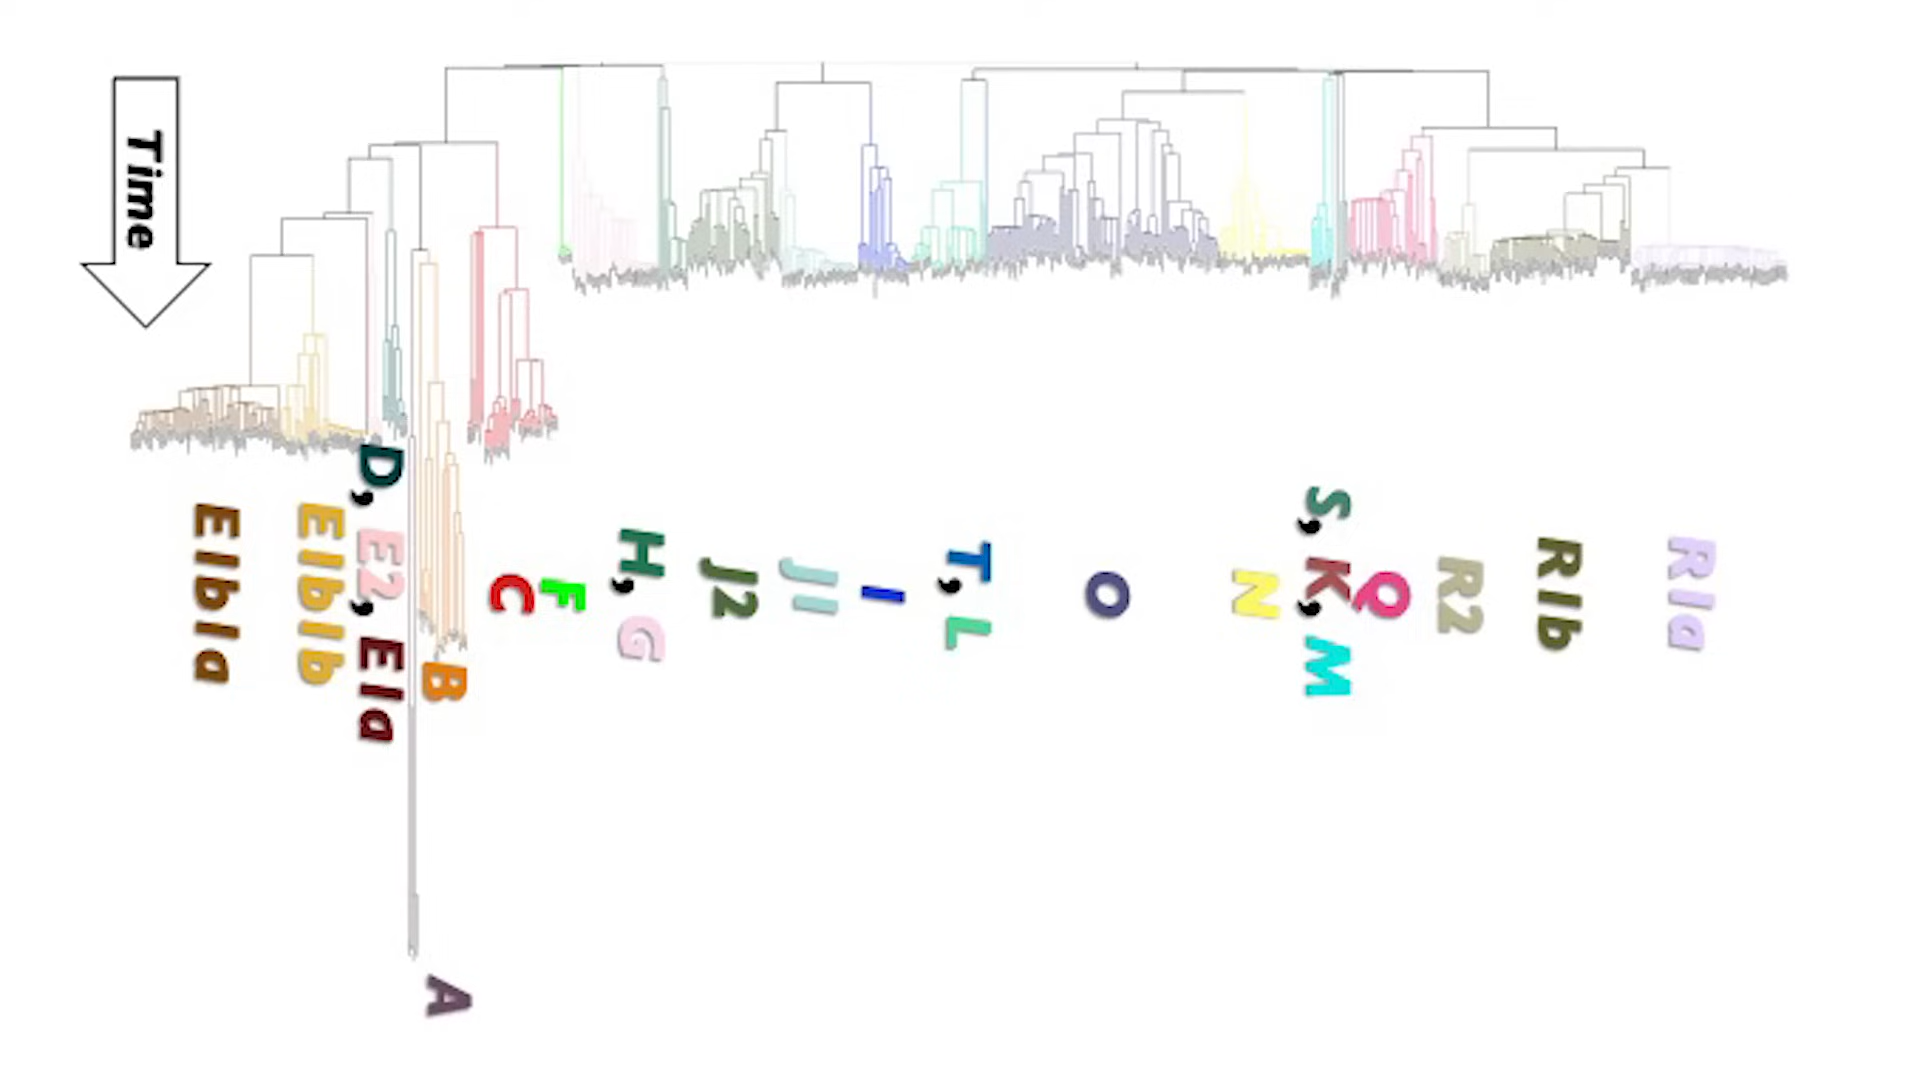 Time
E1b1a
E1b1b
D, E2, E1a
B
A
C
F
H, G
J2
J1
I
T, L
O
N
S, K, M
Q
R2
R1b
R1a